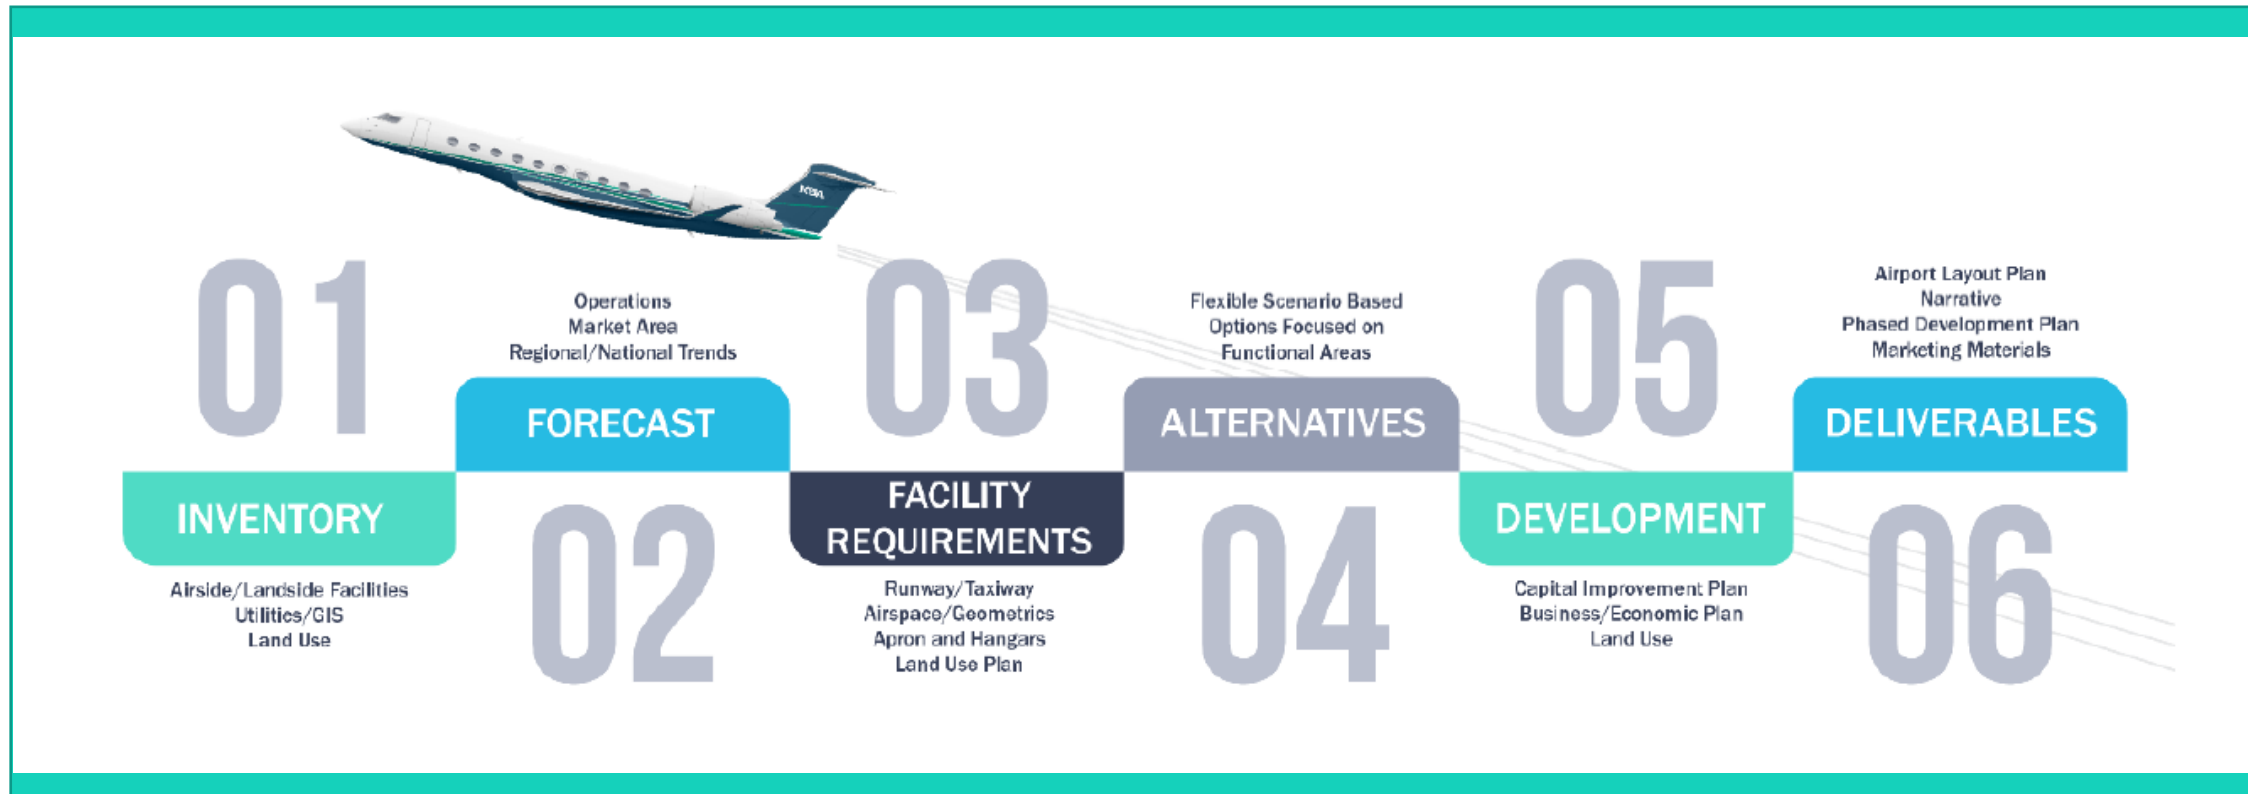 01
INVENTORY
Airside/Landside Facilities
Utilities/GIS
Land Use
Operations
Market Area
Regional/National Trends
FORECAST
02
03
FACILITY
REQUIREMENTS
Runway/Taxiway
Airspace/Geometrics
Apron and Hangars
Land Use Plan
Flexible Scenario Based
Options Focused on
Functional Areas
ALTERNATIVES
04
05
DEVELOPMENT
Capital Improvement Plan
Business/Economic Plan
Land Use
Airport Layout Plan
Narrative
Phased Development Plan
Marketing Materials
DELIVERABLES
06